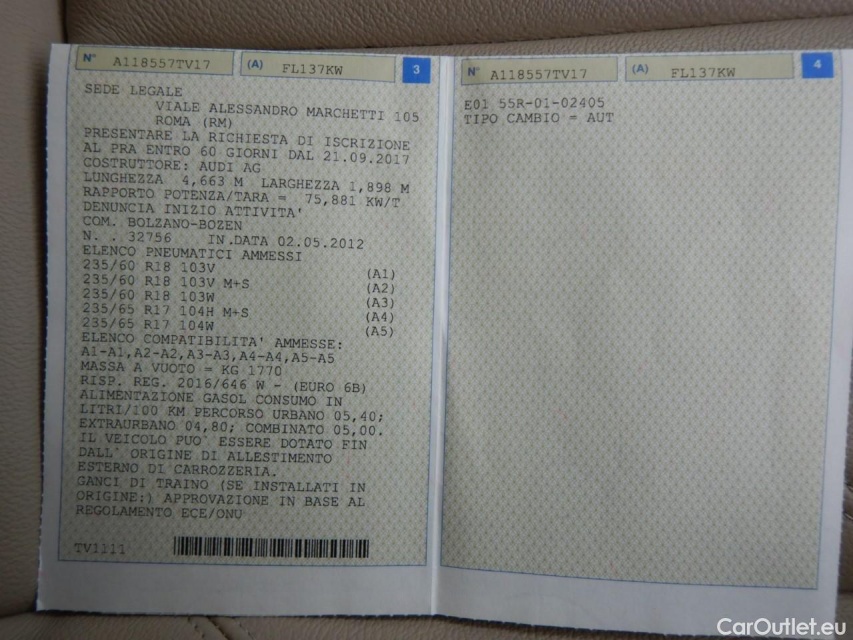 N° A118557TV17 (A) FL137KW 3
SEDE LEGALE
VIALE ALESSANDRO MARCHETTI 105
ROMA (RM)
PRESENTARE LA RICHIESTA DI ISCRIZIONE
AL PRA ENTRO 60 GIORNI DAL 21.09.2017
COSTRUTTORE: AUDI AG
LUNGHEZZA 4,663 M LARGHEZZA 1,898 M
RAPPORTO POTENZA/TARA = 75,881 KW/T
DENUNCIA INIZIO ATTIVITA'
COM. BOLZANO-BOZEN
N. . 32756 IN DATA 02.05.2012
ELENCO PNEUMATICI AMMESSI
235/60 R18 103V (A1)
235/60 R18 103V M+S (A2)
235/60 R18 103W (A3)
235/65 R17 104H M+S (A4)
235/65 R17 104W (A5)
ELENCO COMPATIBILITA' AMMESSE:
A1-A1,A2-A2,A3-A3,A4-A4,A5-A5
MASSA A VUOTO = KG 1770
RISP. REG. 2016/646 W - (EURO 6B)
ALIMENTAZIONE GASOL CONSUMO IN
LITRI/100 KM PERCORSO URBANO 05,40;
EXTRAURBANO 04,80; COMBINATO 05,00.
IL VEICOLO PUO' ESSERE DOTATO FIN
DALL' ORIGINE DI ALLESTIMENTO
ESTERNO DI CARROZZERIA.
GANCI DI TRAINO (SE INSTALLATI IN
ORIGINE:) APPROVAZIONE IN BASE AL
REGOLAMENTO ECE/ONU
TV1111
N° A118557TV17 (A) FL137KW 4
E01 55R-01-02405
TIPO CAMBIO = AUT
CarOutlet.eu